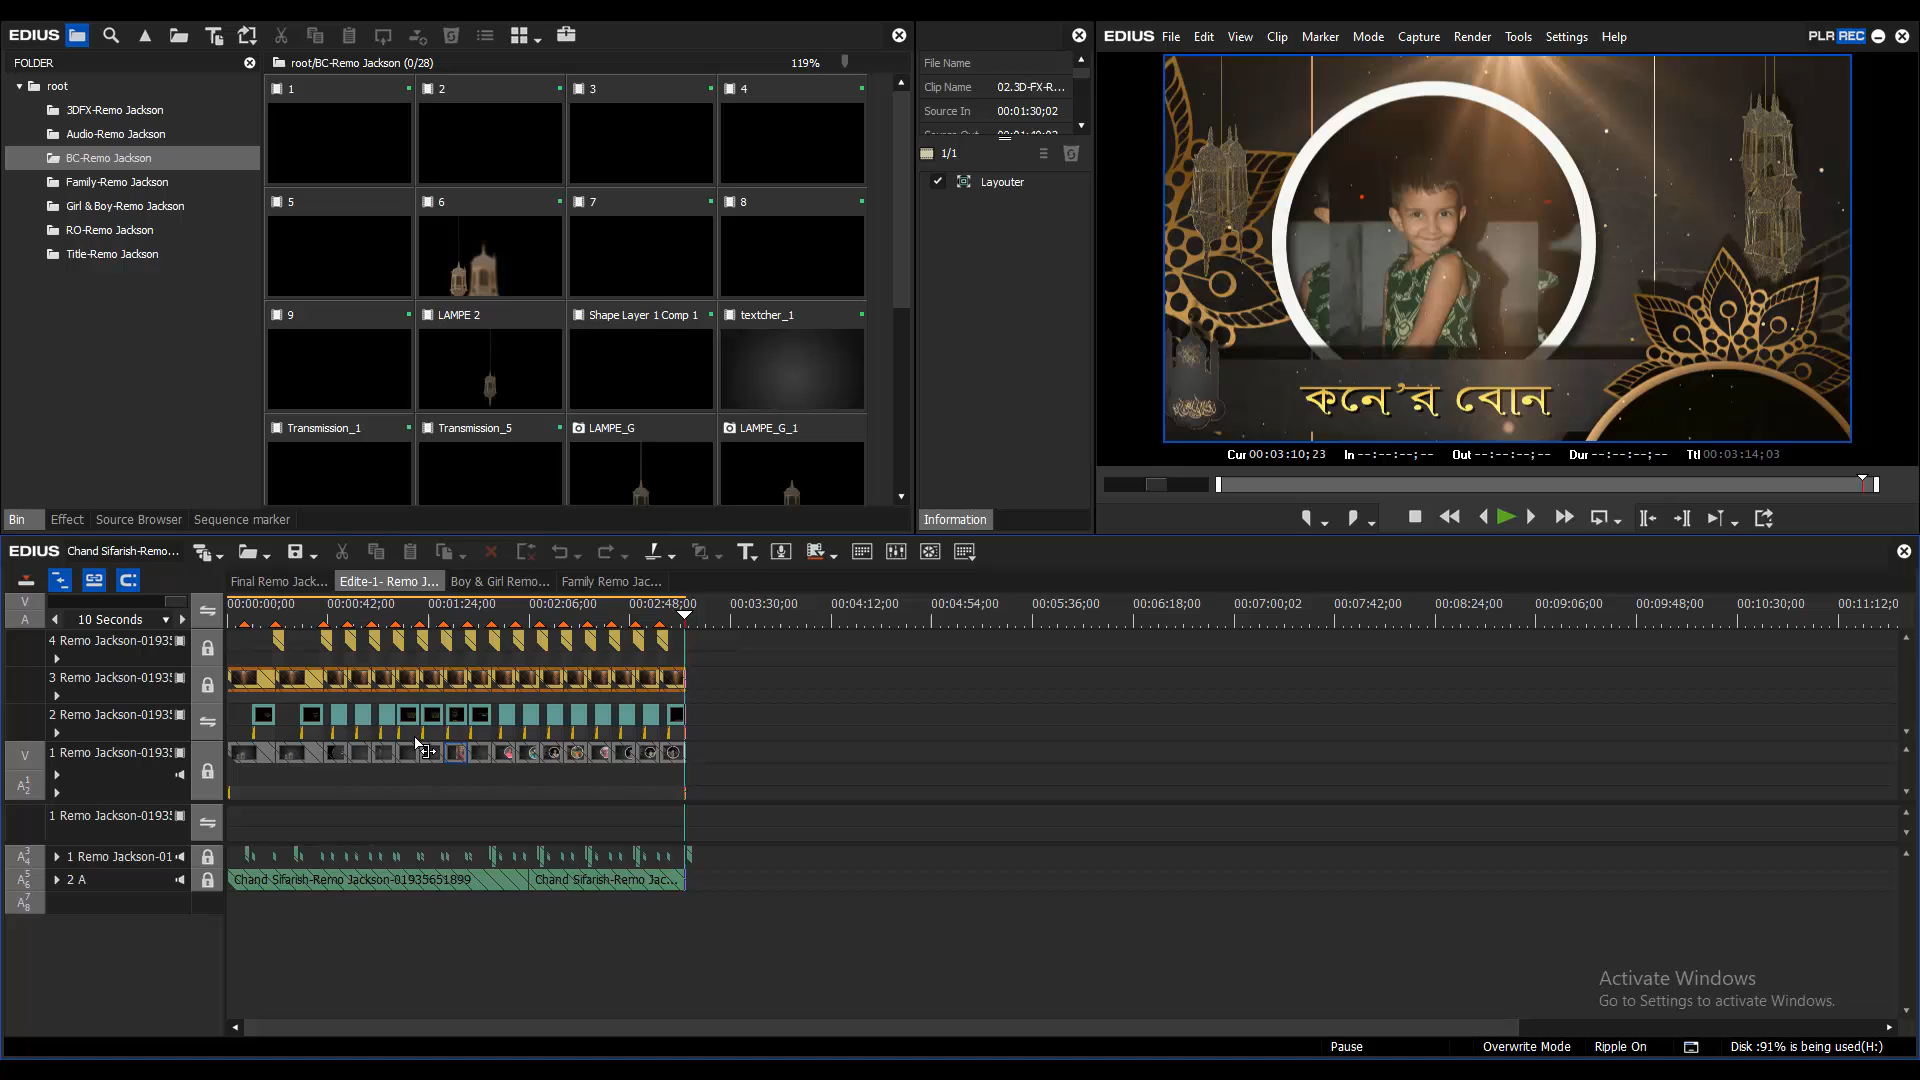 EDIUS
FOLDER
root
3DFX-Remo Jackson
Audio-Remo Jackson
BC-Remo Jackson
Family-Remo Jackson
Girl & Boy-Remo Jackson
RO-Remo Jackson
Title-Remo Jackson
root/BC-Remo Jackson (0/28)
119%
1
2
3
4
5
6
7
8
9
LAMPE 2
Shape Layer 1 Comp 1
textcher_1
Transmission_1
Transmission_5
LAMPE_G
LAMPE_G_1
Bin
Effect
Source Browser
Sequence marker
File Name
Clip Name 02.3D-FX-R...
Source In 00:01:30;02
1/1
Layouter
Information
EDIUS File Edit View Clip Marker Mode Capture Render Tools Settings Help
PLR REC
কনে'র বোন
Cur 00:03:10;23 In --:--:--;-- Out --:--:--;-- Dur --:--:--;-- Ttl 00:03:14;03
EDIUS Chand Sifarish-Remo...
Final Remo Jack... Edite-1- Remo J... Boy & Girl Remo... Family Remo Jac...
V
A
10 Seconds
00:00:00;00 00:00:42;00 00:01:24;00 00:02:06;00 00:02:48;00 00:03:30;00 00:04:12;00 00:04:54;00 00:05:36;00 00:06:18;00 00:07:00;02 00:07:42;00 00:08:24;00 00:09:06;00 00:09:48;00 00:10:30;00 00:11:12;0
4 Remo Jackson-0193
3 Remo Jackson-0193
2 Remo Jackson-0193
V
1 Remo Jackson-0193
A 1 2
1 Remo Jackson-0193
A 3 4
1 Remo Jackson-01
A 5 6
2 A
Chand Sifarish-Remo Jackson-01935651899
Chand Sifarish-Remo Jac...
A 7 8
Activate Windows
Go to Settings to activate Windows.
Pause
Overwrite Mode
Ripple On
Disk :91% is being used(H:)